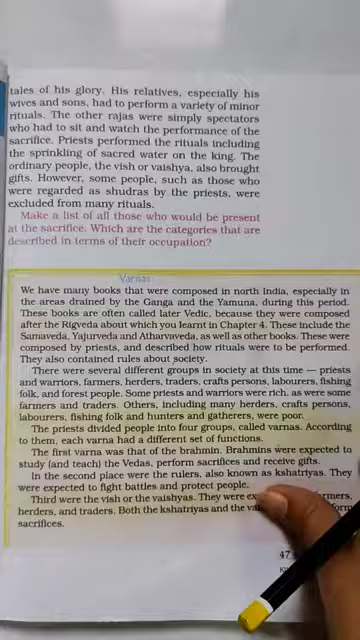 tales of his glory. His relatives, especially his
wives and sons, had to perform a variety of minor
rituals. The other rajas were simply spectators
who had to sit and watch the performance of the
sacrifice. Priests performed the rituals including
the sprinkling of sacred water on the king. The
ordinary people, the vish or vaishya, also brought
gifts. However, some people, such as those who
were regarded as shudras by the priests, were
excluded from many rituals.
Make a list of all those who would be present
at the sacrifice. Which are the categories that are
described in terms of their occupation?
Varnas
We have many books that were composed in north India, especially in
the areas drained by the Ganga and the Yamuna, during this period.
These books are often called later Vedic, because they were composed
after the Rigveda about which you learnt in Chapter 4. These include the
Samaveda, Yajurveda and Atharvaveda, as well as other books. These were
composed by priests, and described how rituals were to be performed.
They also contained rules about society.
There were several different groups in society at this time — priests
and warriors, farmers, herders, traders, crafts persons, labourers, fishing
folk, and forest people. Some priests and warriors were rich, as were some
farmers and traders. Others, including many herders, crafts persons,
labourers, fishing folk and hunters and gatherers, were poor.
The priests divided people into four groups, called varnas. According
to them, each varna had a different set of functions.
The first varna was that of the brahmin. Brahmins were expected to
study (and teach) the Vedas, perform sacrifices and receive gifts.
In the second place were the rulers, also known as kshatriyas. They
were expected to fight battles and protect people.
Third were the vish or the vaishyas. They were
herders, and traders. Both the kshatriyas and the
sacrifices.
47